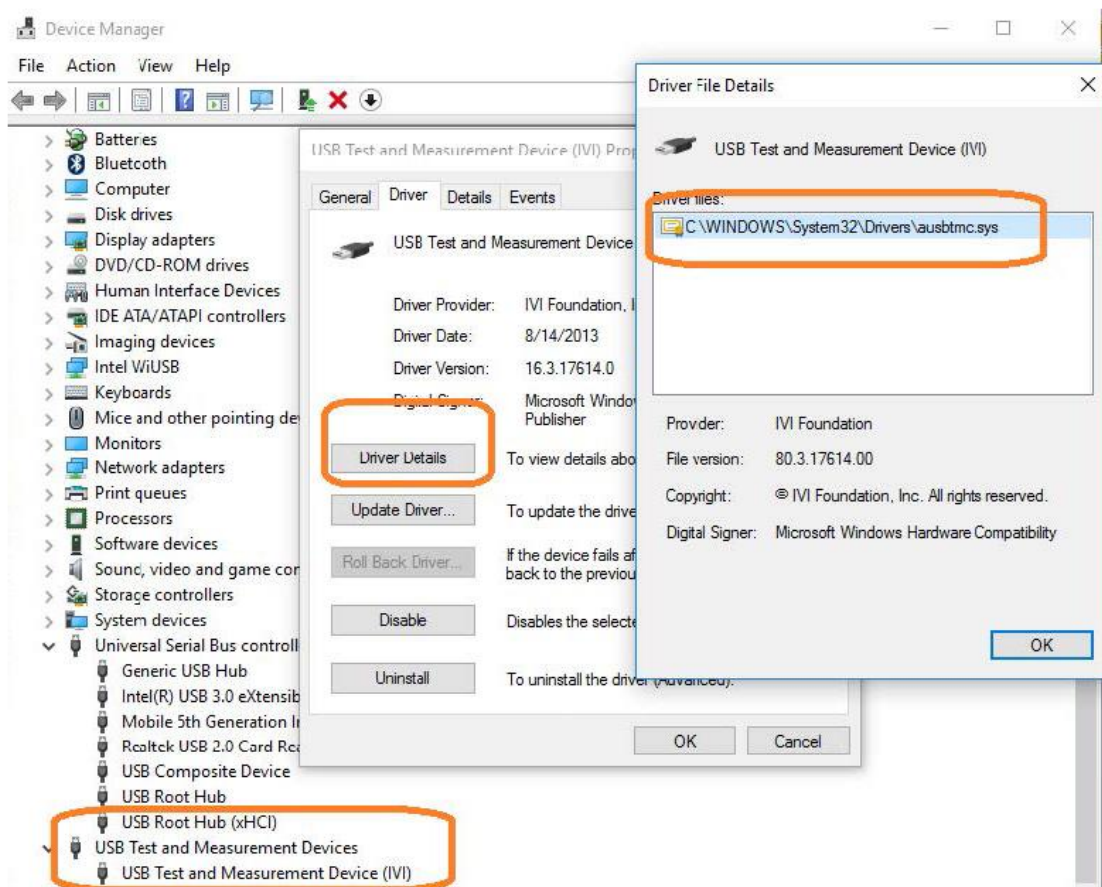 Device Manager
File Action View Help
Batteries
Bluetooth
Computer
Disk drives
Display adapters
DVD/CD-ROM drives
Human Interface Devices
IDE ATA/ATAPI controllers
Imaging devices
Intel WiUSB
Keyboards
Mice and other pointing de
Monitors
Network adapters
Print queues
Processors
Software devices
Sound, video and game cor
Storage controllers
System devices
Universal Serial Bus controll
Generic USB Hub
Intel(R) USB 3.0 eXtensib
Mobile 5th Generation I
Realtek USB 2.0 Card Rea
USB Composite Device
USB Root Hub
USB Root Hub (xHCI)
USB Test and Measurement Devices
USB Test and Measurement Device (IVI)
USB Test and Measurement Device (IVI) Prop
General Driver Details Events
USB Test and Measurement Device
Driver Provider: IVI Foundation, I
Driver Date: 8/14/2013
Driver Version: 16.3.17614.0
Digital Signer: Microsoft Windo
Publisher
Driver Details To view details abo
Update Driver... To update the drive
Roll Back Driver... If the device fails af
back to the previou
Disable Disables the selecte
Uninstall To uninstall the driver (Advanced).
OK Cancel
Driver File Details
USB Test and Measurement Device (IVI)
Driver files:
C:\WINDOWS\System32\Drivers\ausbtmc.sys
Provider: IVI Foundation
File version: 80.3.17614.00
Copyright: © IVI Foundation, Inc. All rights reserved.
Digital Signer: Microsoft Windows Hardware Compatibility
OK